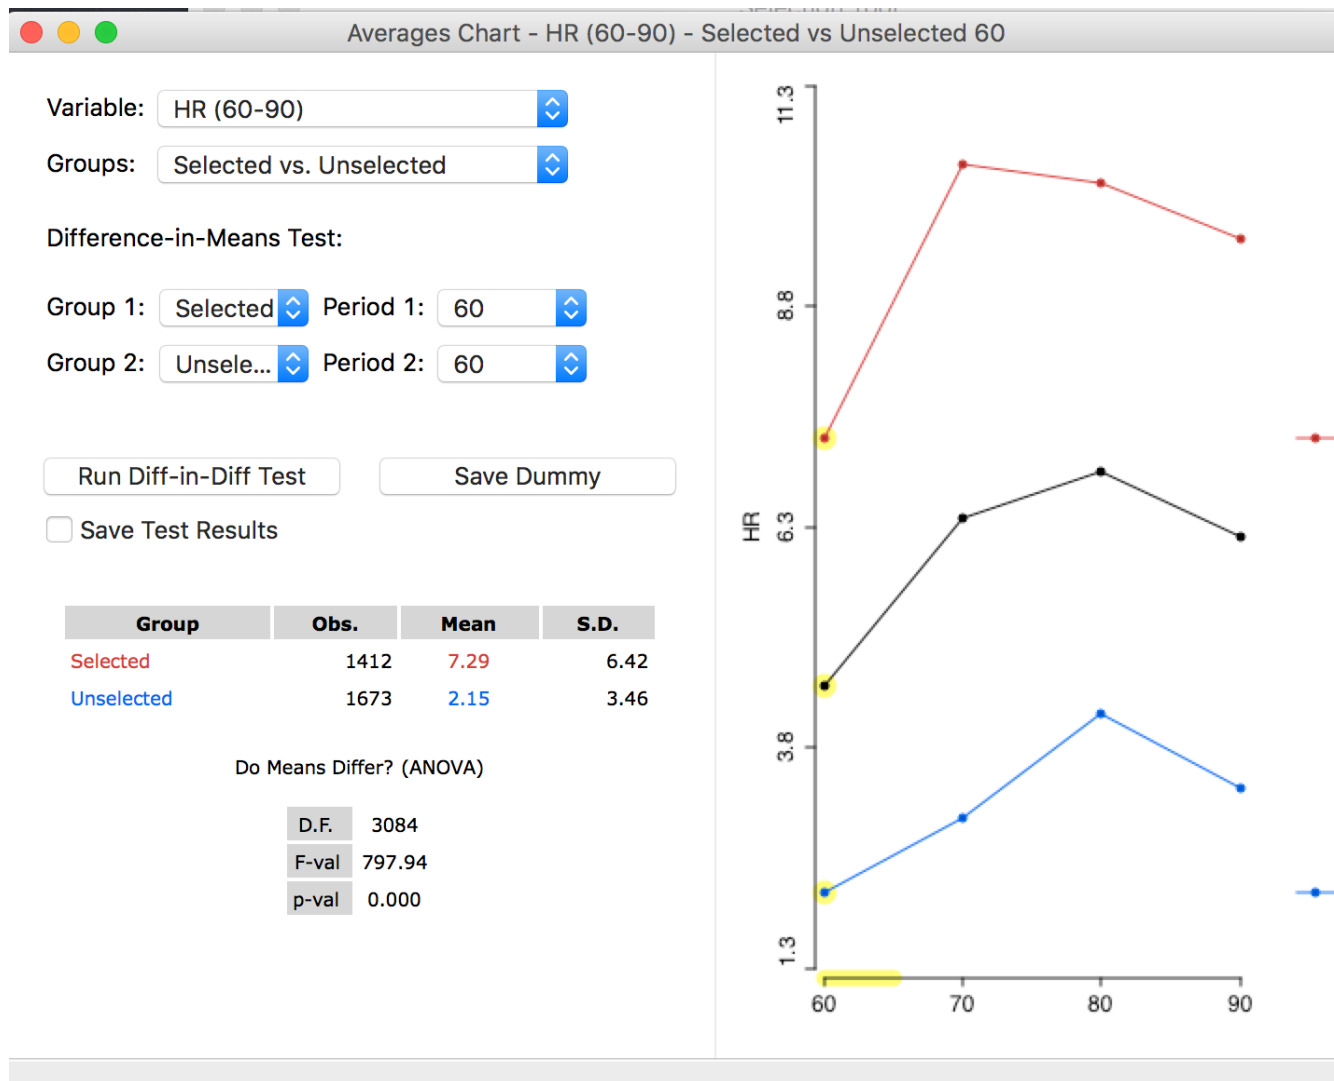 Averages Chart - HR (60-90) - Selected vs Unselected 60
Variable: HR (60-90)
Groups: Selected vs. Unselected
Difference-in-Means Test:
Group 1: Selected Period 1: 60
Group 2: Unsele... Period 2: 60
Run Diff-in-Diff Test Save Dummy
Save Test Results
Group Obs. Mean S.D.
Selected 1412 7.29 6.42
Unselected 1673 2.15 3.46
Do Means Differ? (ANOVA)
D.F. 3084
F-val 797.94
p-val 0.000
11.3
8.8
6.3
3.8
1.3
HR
60 70 80 90